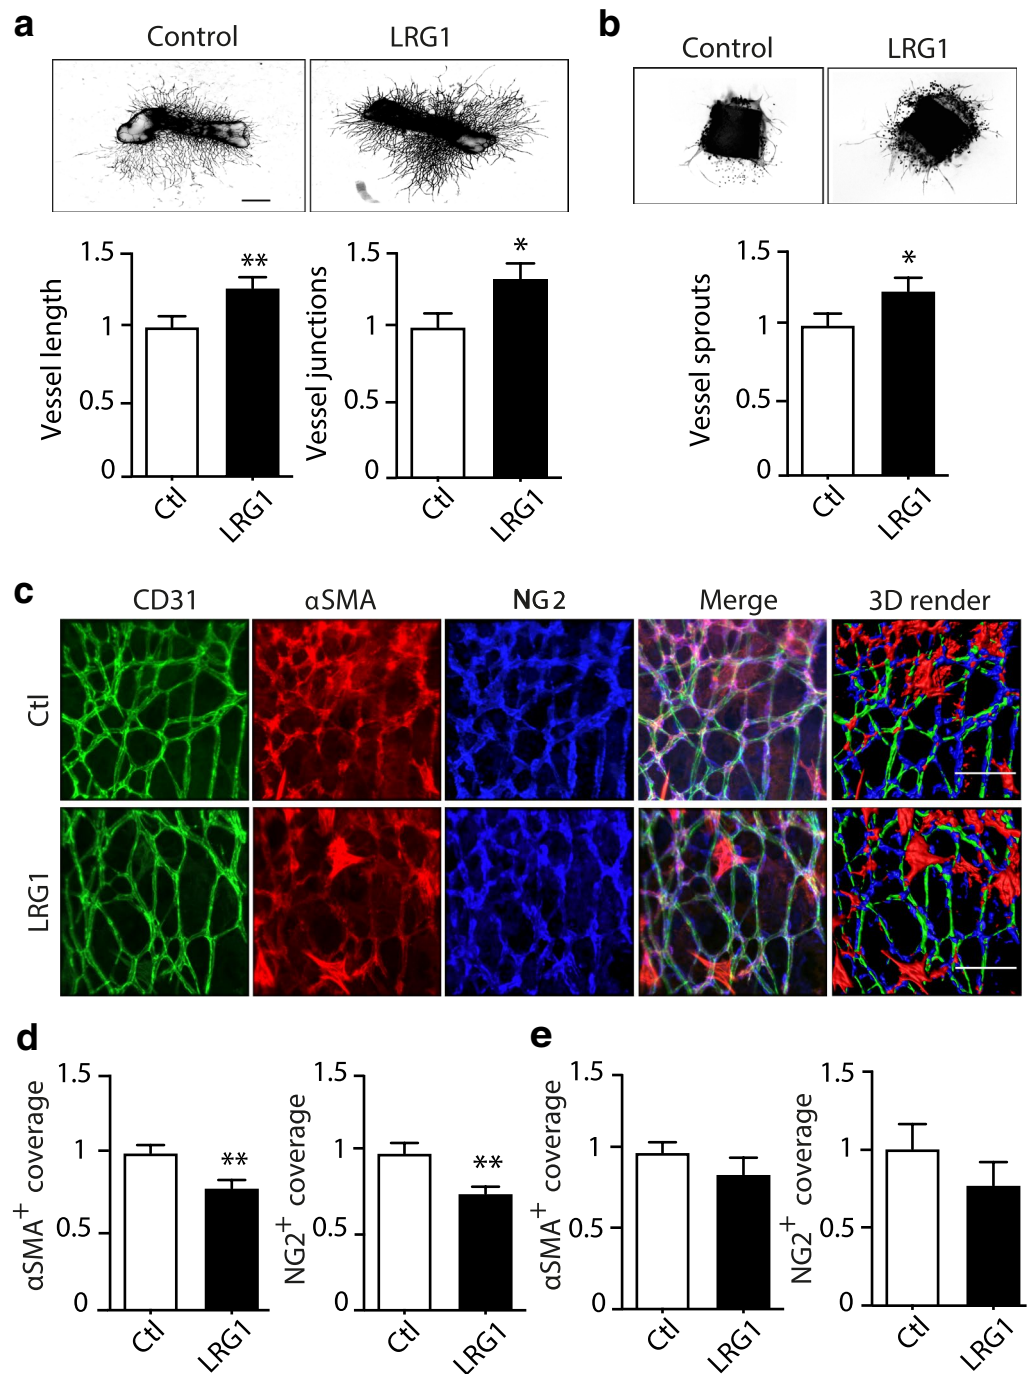 a
Control
LRG1
b
Control
LRG1
Vessel length
1.5
1
0.5
0
**
Ctl
LRG1
Vessel junctions
1.5
1
0.5
0
*
Ctl
LRG1
Vessel sprouts
1.5
1
0.5
0
*
Ctl
LRG1
c
CD31
αSMA
NG2
Merge
3D render
Ctl
LRG1
d
αSMA+ coverage
1.5
1
0.5
0
**
Ctl
LRG1
NG2+ coverage
1.5
1
0.5
0
**
Ctl
LRG1
e
αSMA+ coverage
1.5
1
0.5
0
Ctl
LRG1
NG2+ coverage
1.5
1
0.5
0
Ctl
LRG1